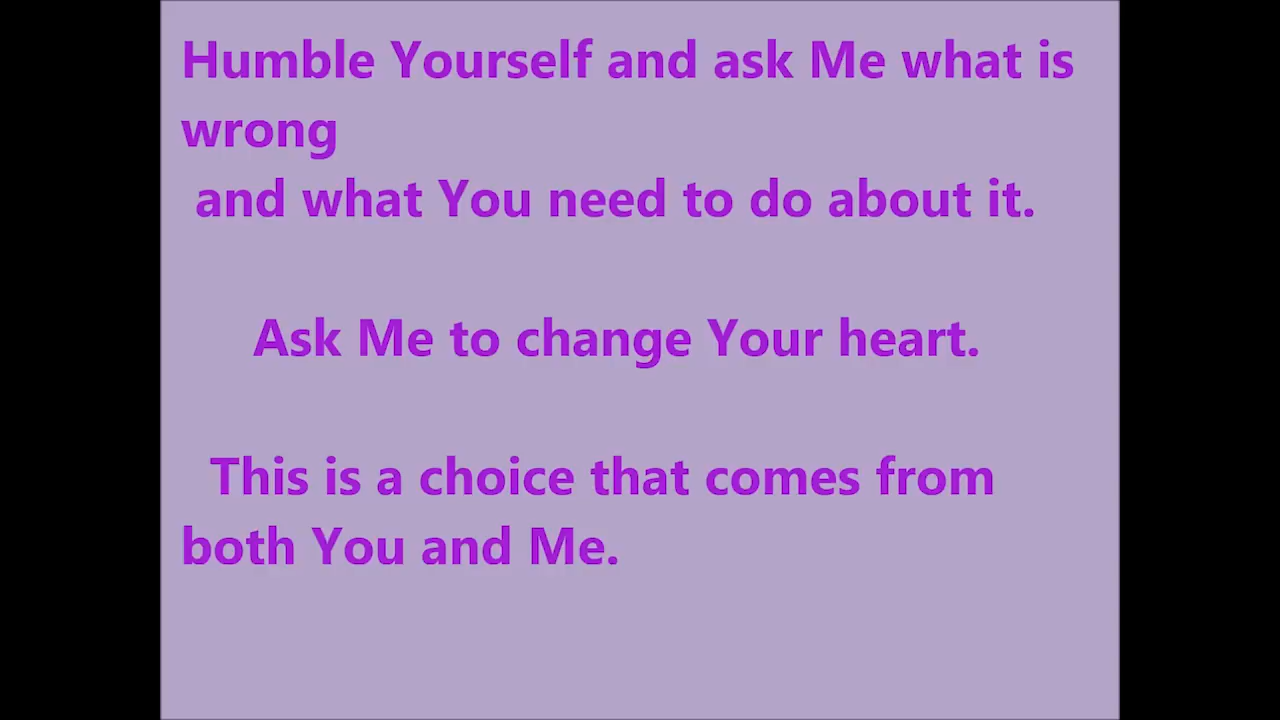 Humble Yourself and ask Me what is
wrong
and what You need to do about it.
Ask Me to change Your heart.
This is a choice that comes from
both You and Me.